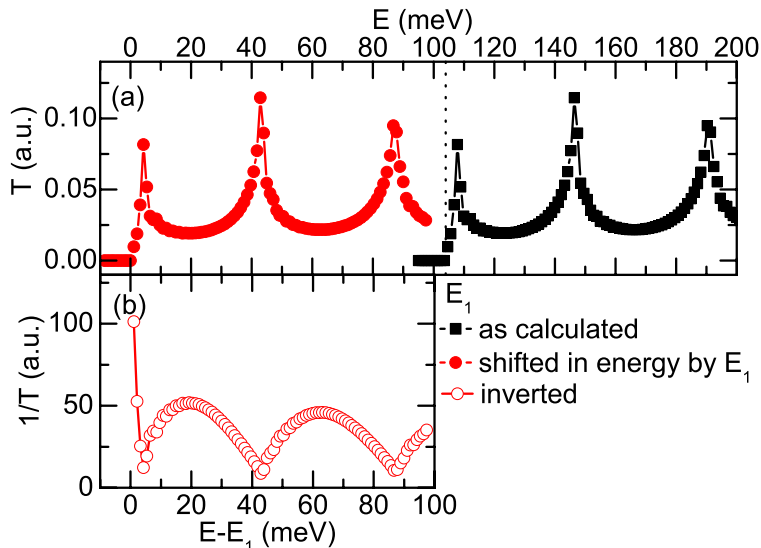 E (meV)
0 20 40 60 80 100 120 140 160 180 200
(a)
0.10
0.05
0.00
T (a.u.)
(b)
E1
100
50
0
1/T (a.u.)
as calculated
shifted in energy by E1
inverted
0 20 40 60 80 100
E-E1 (meV)